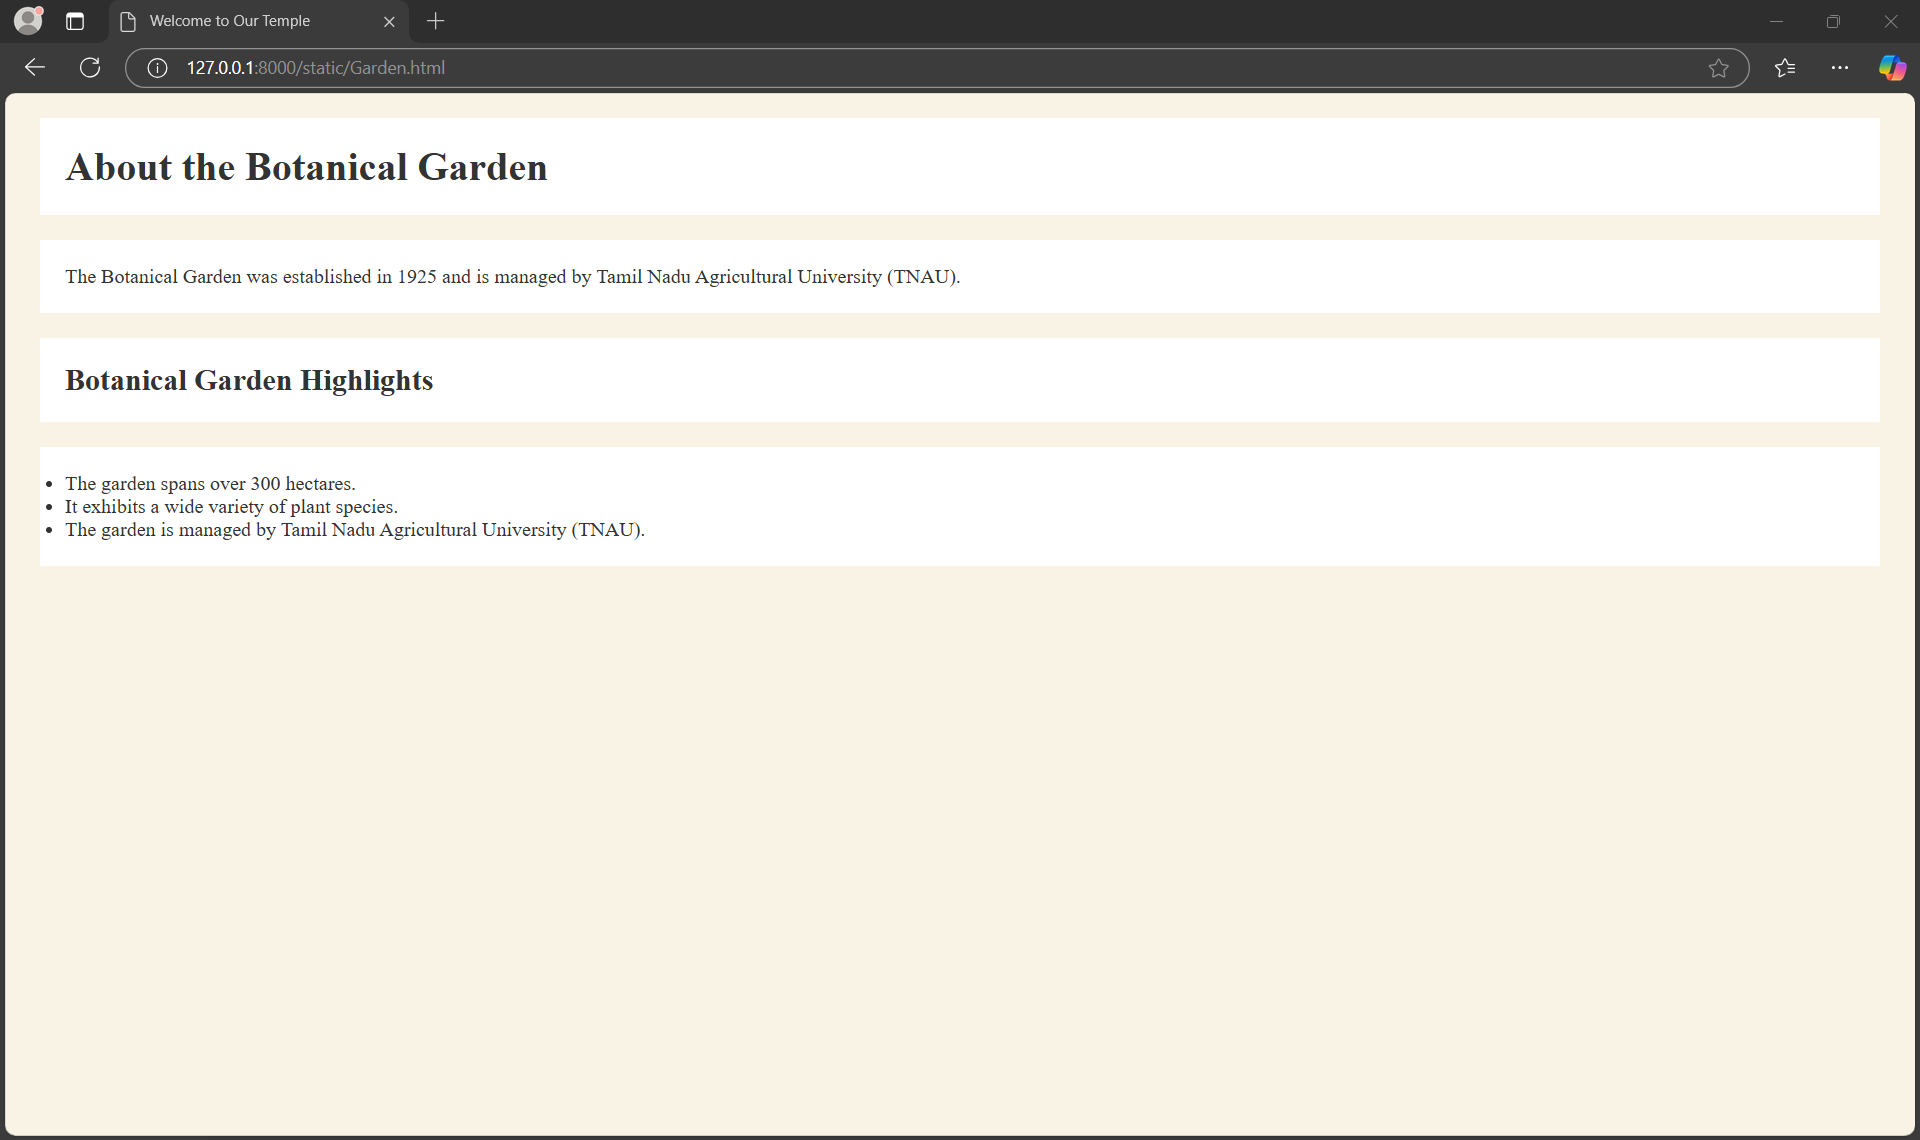 Welcome to Our Temple
127.0.0.1:8000/static/Garden.html
About the Botanical Garden
The Botanical Garden was established in 1925 and is managed by Tamil Nadu Agricultural University (TNAU).
Botanical Garden Highlights
The garden spans over 300 hectares.
It exhibits a wide variety of plant species.
The garden is managed by Tamil Nadu Agricultural University (TNAU).